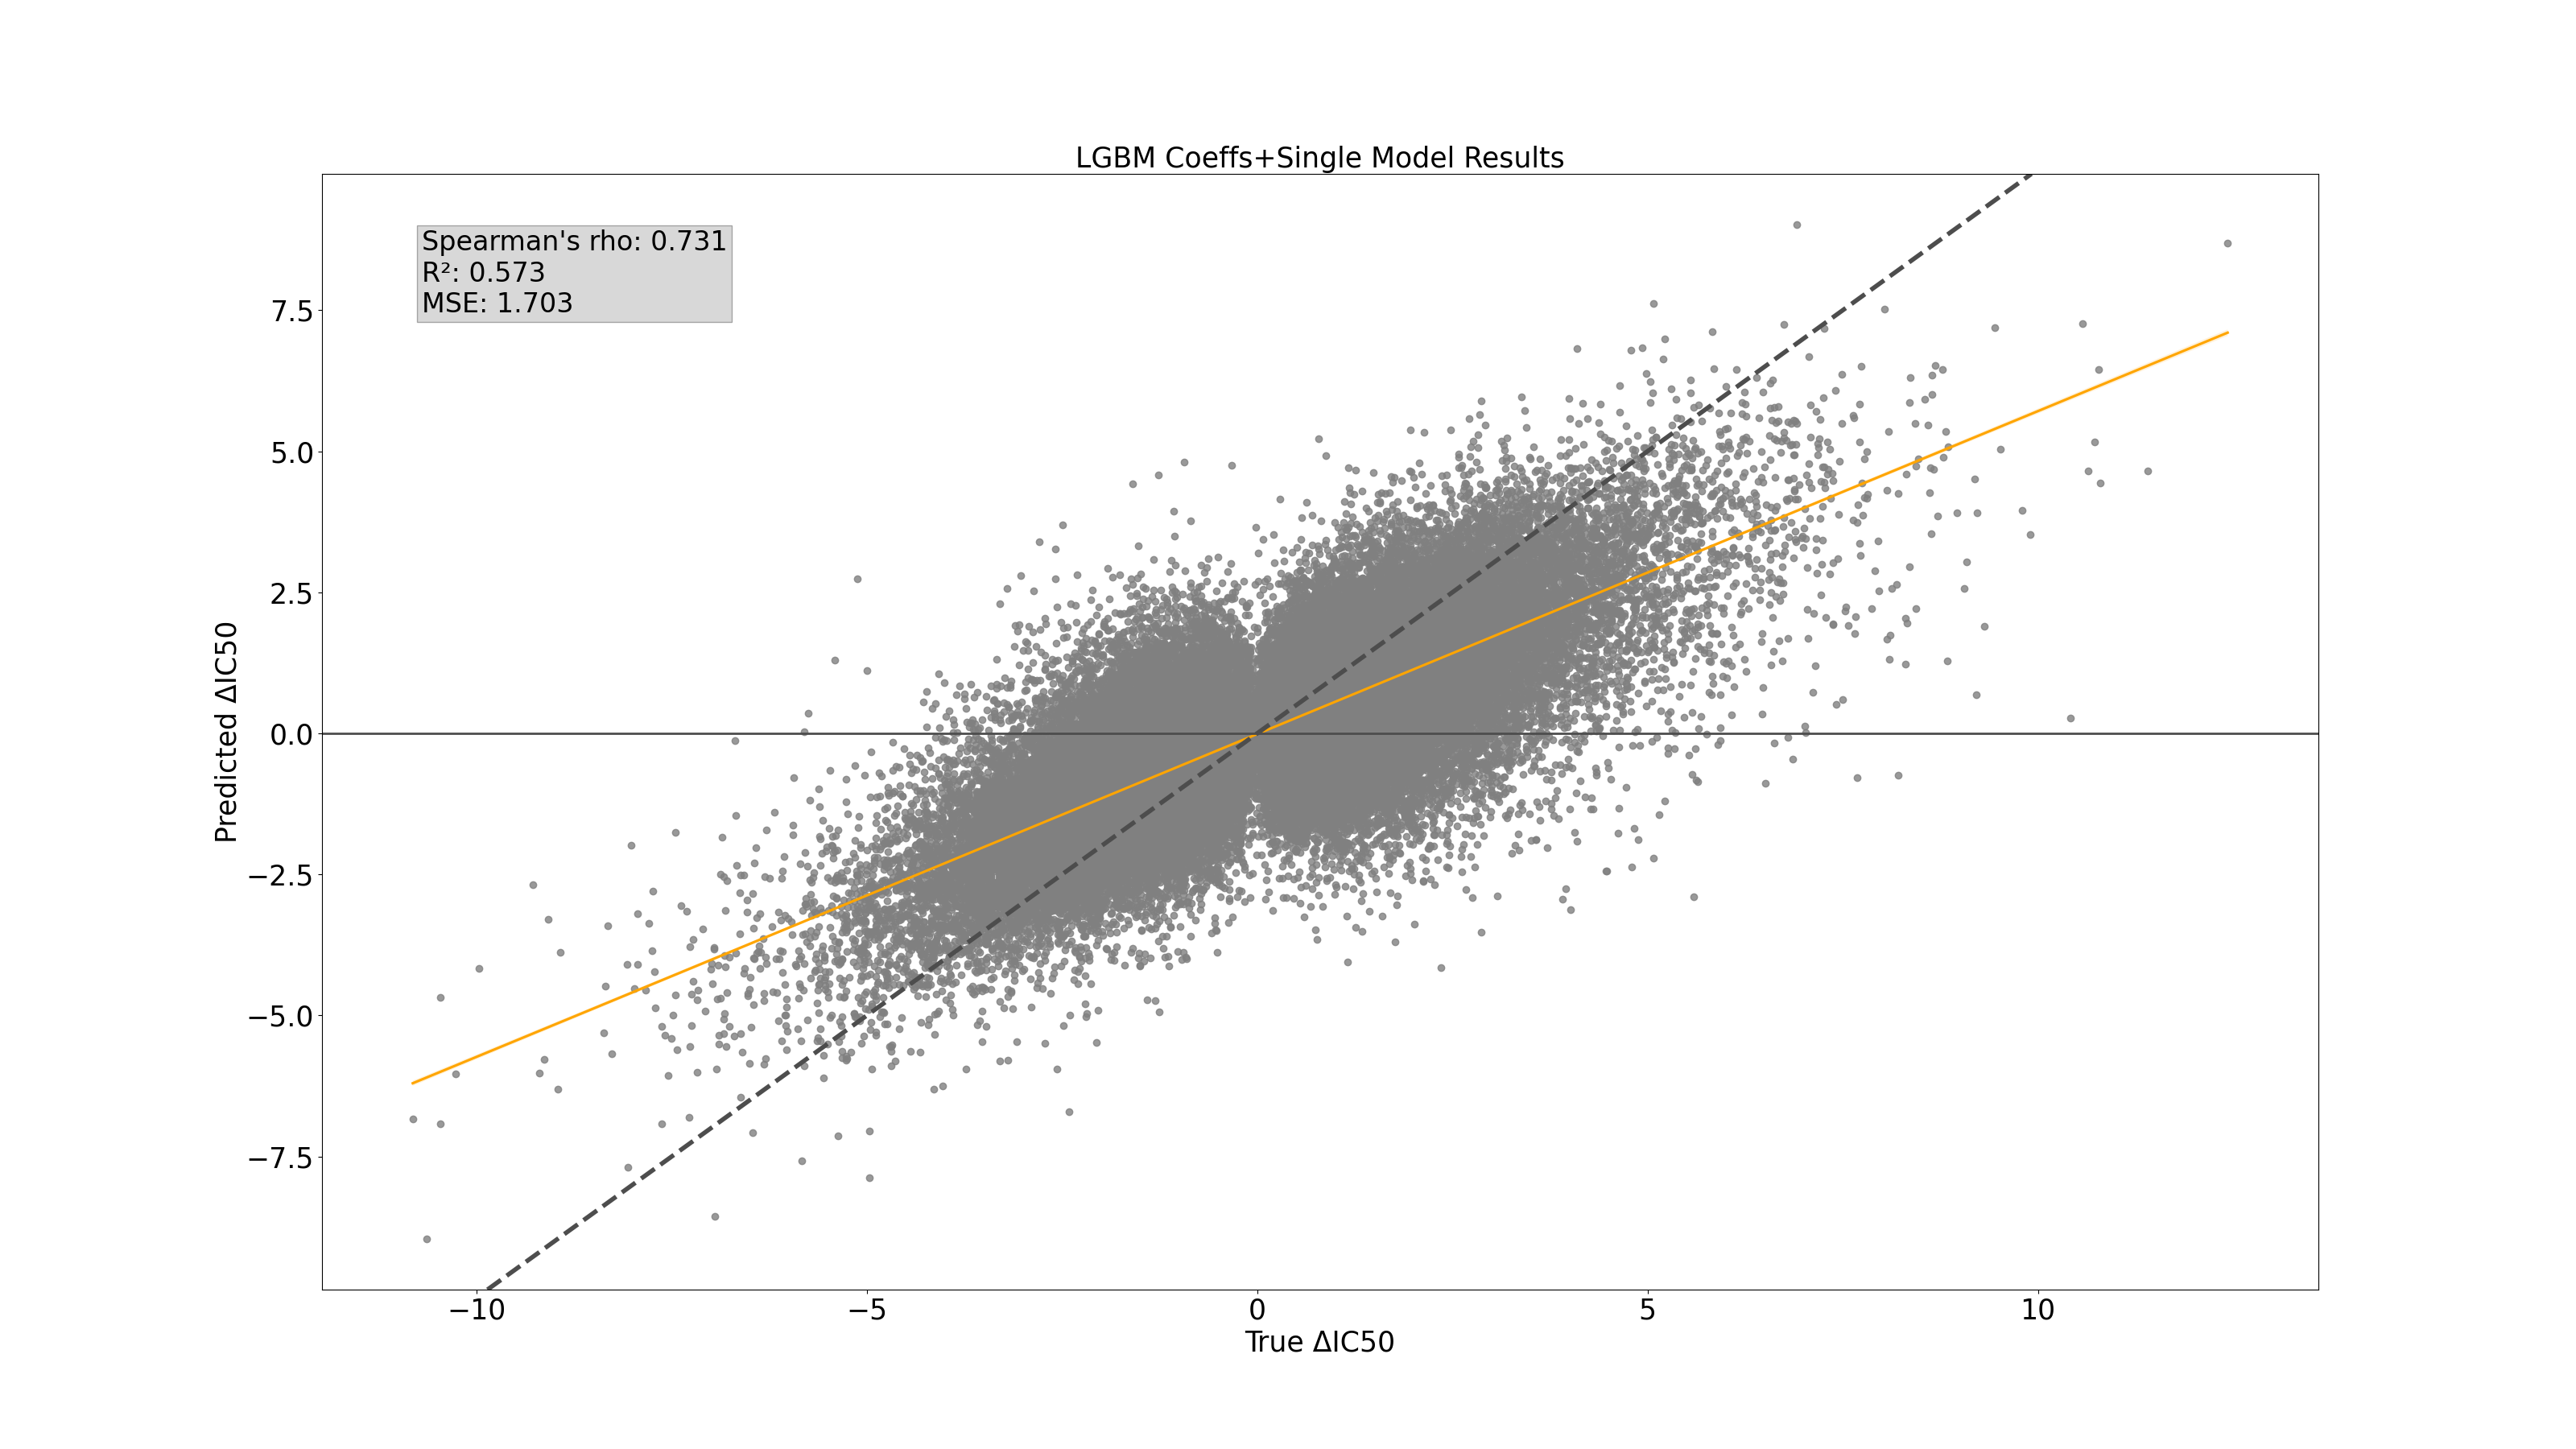 LGBM Coeffs+Single Model Results
Spearman's rho: 0.731
R²: 0.573
MSE: 1.703
7.5
5.0
2.5
0.0
−2.5
−5.0
−7.5
Predicted ΔIC50
−10
−5
0
5
10
True ΔIC50